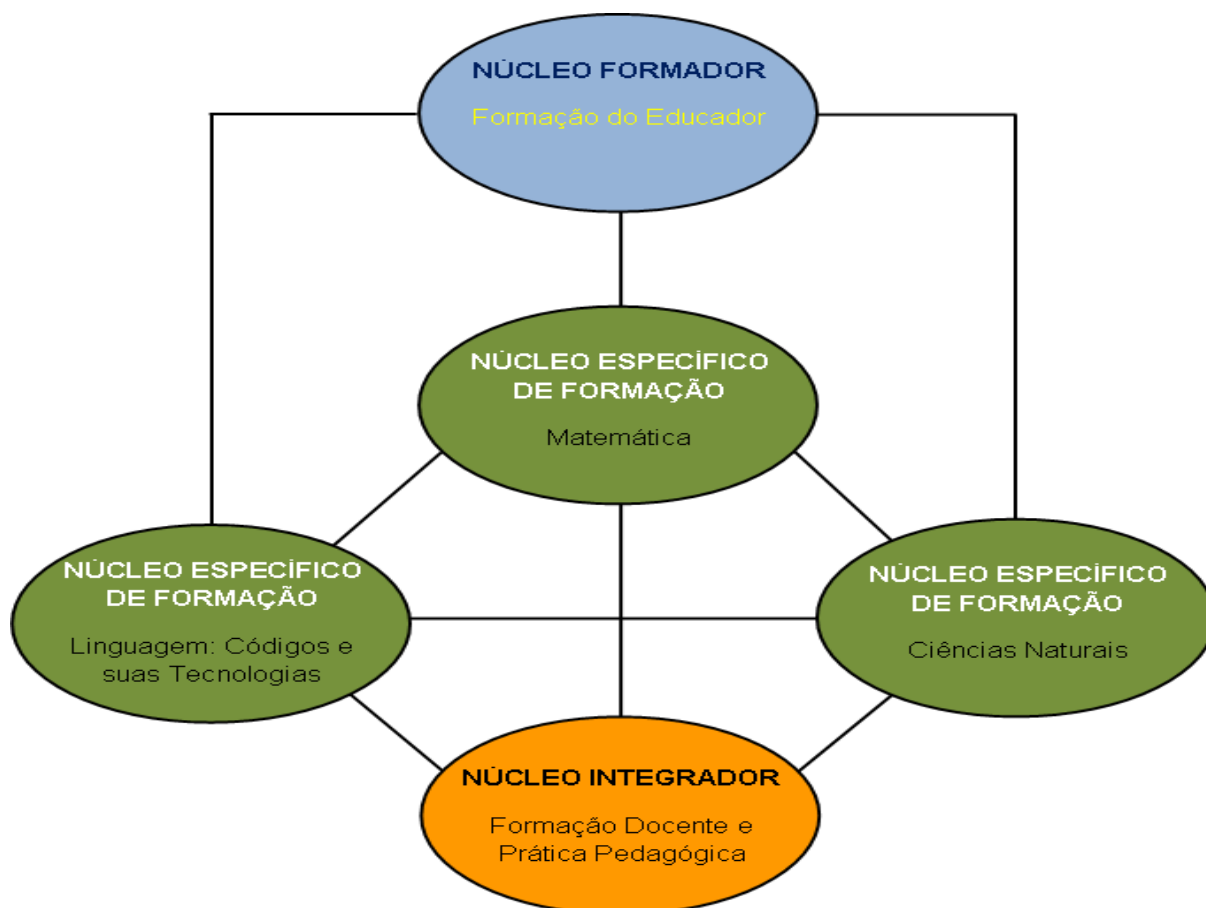 NÚCLEO FORMADOR
Formação do Educador
NÚCLEO ESPECÍFICO
DE FORMAÇÃO
Matemática
NÚCLEO ESPECÍFICO
DE FORMAÇÃO
Linguagem: Códigos e
suas Tecnologias
NÚCLEO ESPECÍFICO
DE FORMAÇÃO
Ciências Naturais
NÚCLEO INTEGRADOR
Formação Docente e
Prática Pedagógica